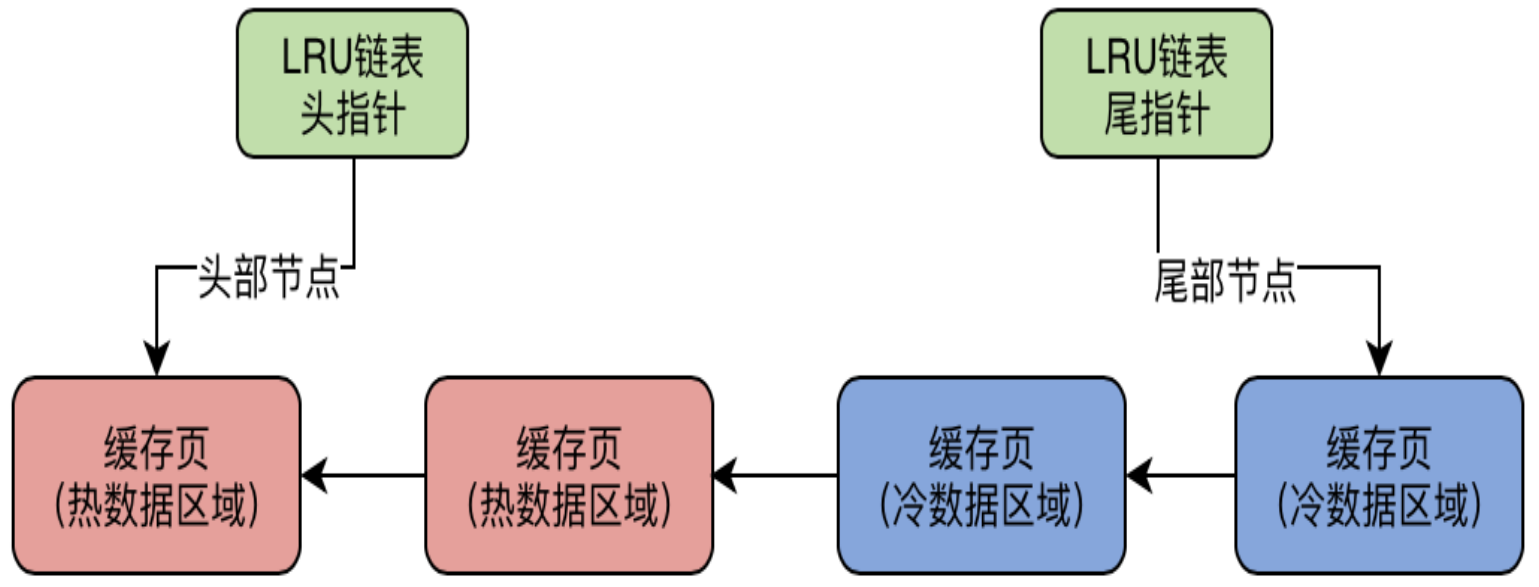 LRU链表
头指针
LRU链表
尾指针
头部节点
尾部节点
缓存页
(热数据区域)
缓存页
(热数据区域)
缓存页
(冷数据区域)
缓存页
(冷数据区域)